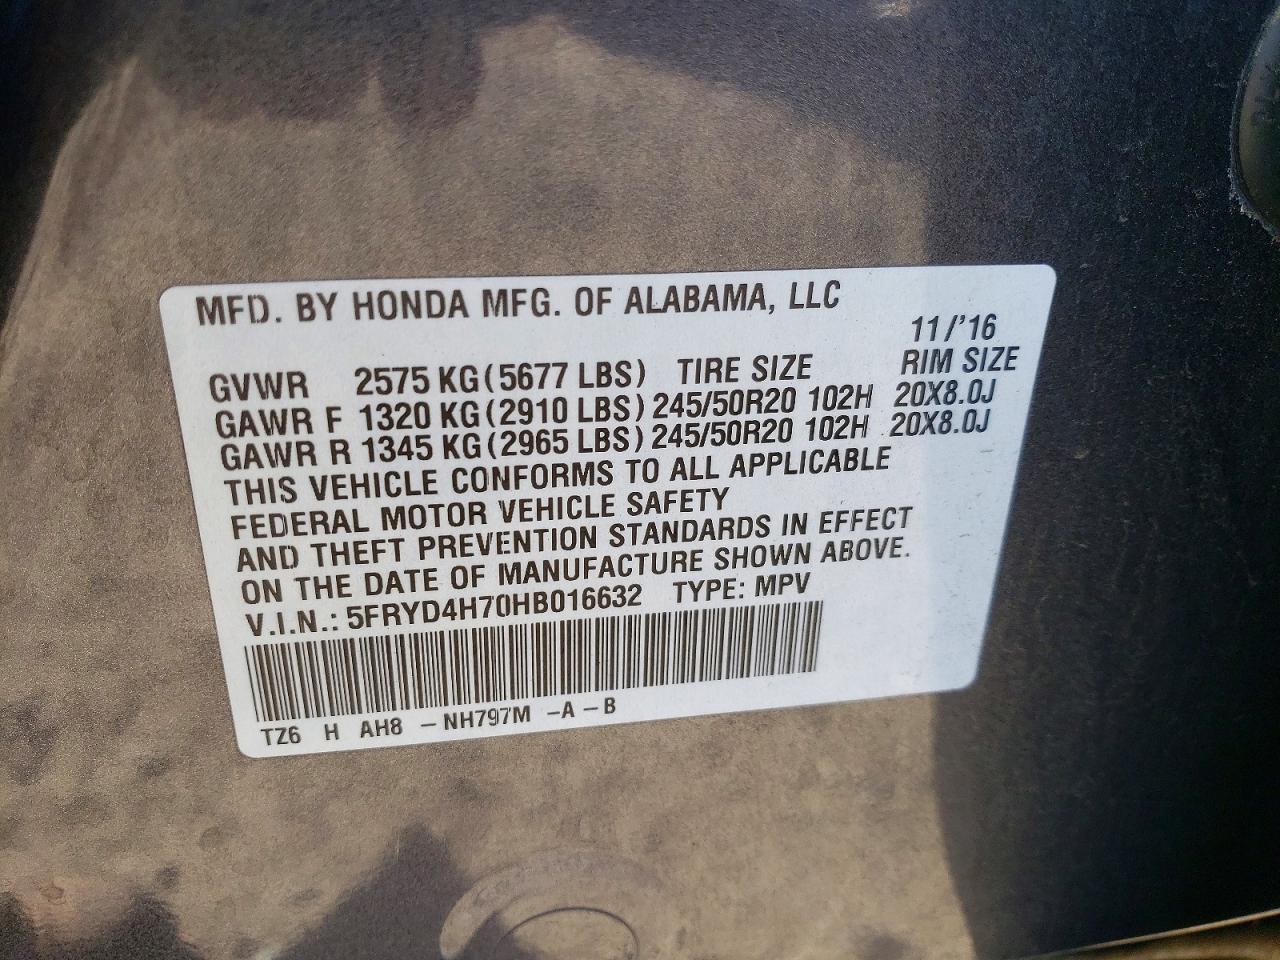 MFD. BY HONDA MFG. OF ALABAMA, LLC
11/'16
GVWR 2575 KG (5677 LBS) TIRE SIZE RIM SIZE
GAWR F 1320 KG (2910 LBS) 245/50R20 102H 20X8.0J
GAWR R 1345 KG (2965 LBS) 245/50R20 102H 20X8.0J
THIS VEHICLE CONFORMS TO ALL APPLICABLE
FEDERAL MOTOR VEHICLE SAFETY
AND THEFT PREVENTION STANDARDS IN EFFECT
ON THE DATE OF MANUFACTURE SHOWN ABOVE.
V.I.N.: 5FRYD4H70HB016632 TYPE: MPV
TZ6 H AH8 -NH797M -A -B